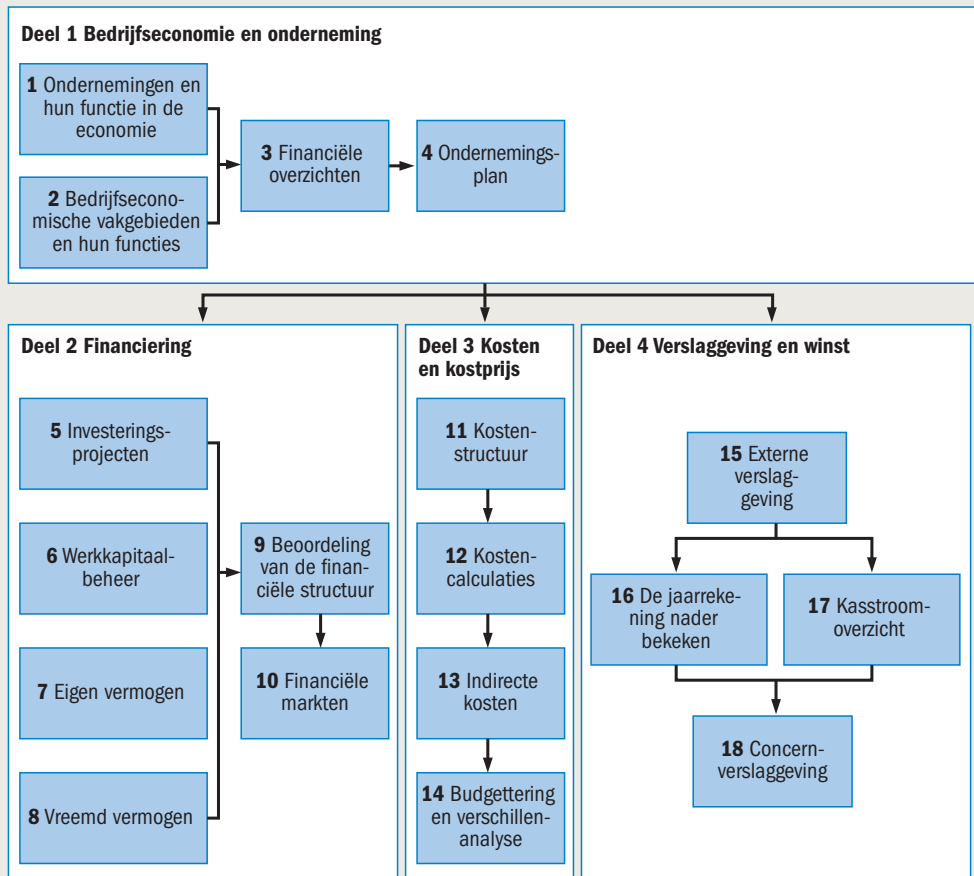 Deel 1 Bedrijfseconomie en onderneming
1 Ondernemingen en
hun functie in de
economie
2 Bedrijfsecono-
mische vakgebieden
en hun functies
3 Financiële
overzichten
4 Ondernemings-
plan
Deel 2 Financiering
5 Investerings-
projecten
6 Werkkapitaal-
beheer
7 Eigen vermogen
8 Vreemd vermogen
9 Beoordeling
van de finan-
ciële structuur
10 Financiële
markten
Deel 3 Kosten
en kostprijs
11 Kosten-
structuur
12 Kosten-
calculaties
13 Indirecte
kosten
14 Budgettering
en verschillen-
analyse
Deel 4 Verslaggeving en winst
15 Externe
verslag-
geving
16 De jaarreke-
ning nader
bekeken
17 Kasstroom-
overzicht
18 Concern-
verslaggeving